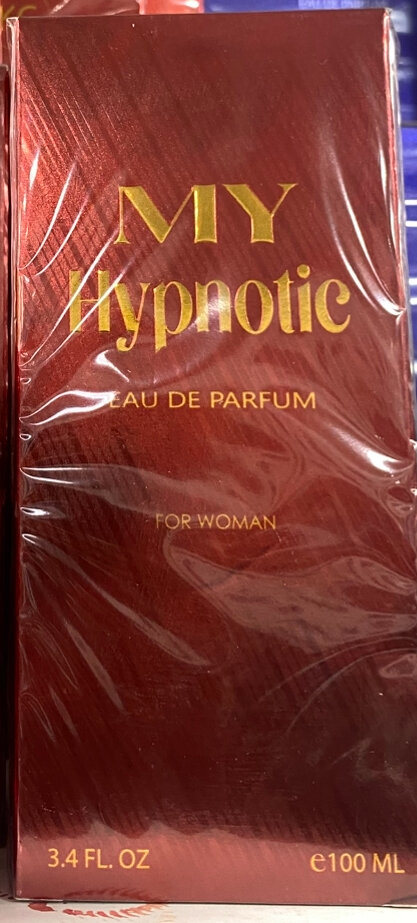 MY
Hypnotic
EAU DE PARFUM
FOR WOMAN
3.4 FL. OZ
℮100 ML